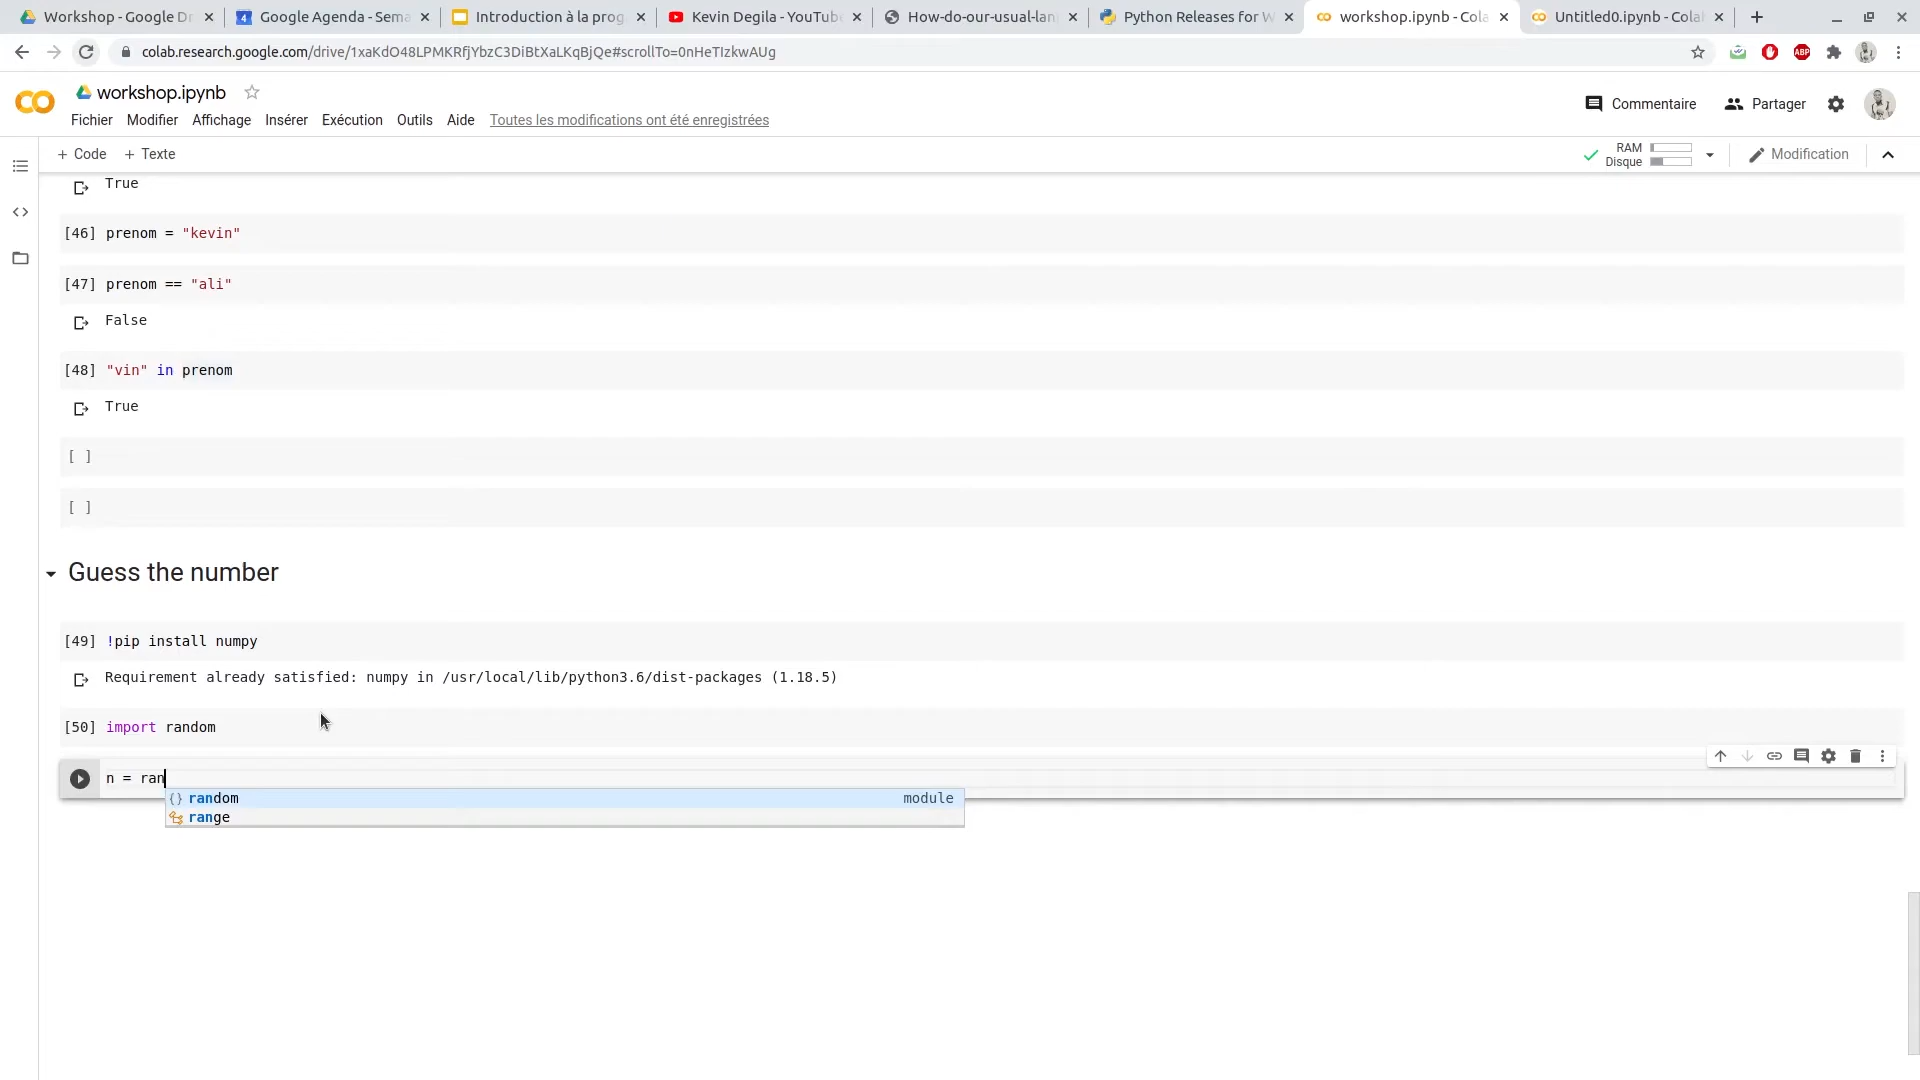 Workshop - Google Dr
Google Agenda - Sema
Introduction à la prog
Kevin Degila - YouTube
How-do-our-usual-lan
Python Releases for W
workshop.ipynb - Cola
Untitled0.ipynb - Cola
colab.research.google.com/drive/1xaKdO48LPMKRfjYbzC3DiBtXaLKqBjQe#scrollTo=0nHeTIzkwAUg
ABP
workshop.ipynb
Commentaire
Partager
Fichier Modifier Affichage Insérer Exécution Outils Aide Toutes les modifications ont été enregistrées
+ Code + Texte
RAM
Disque
Modification
True
[46] prenom = "kevin"
[47] prenom == "ali"
False
[48] "vin" in prenom
True
[ ]
[ ]
Guess the number
[49] !pip install numpy
Requirement already satisfied: numpy in /usr/local/lib/python3.6/dist-packages (1.18.5)
[50] import random
n = ran
{} random module
range